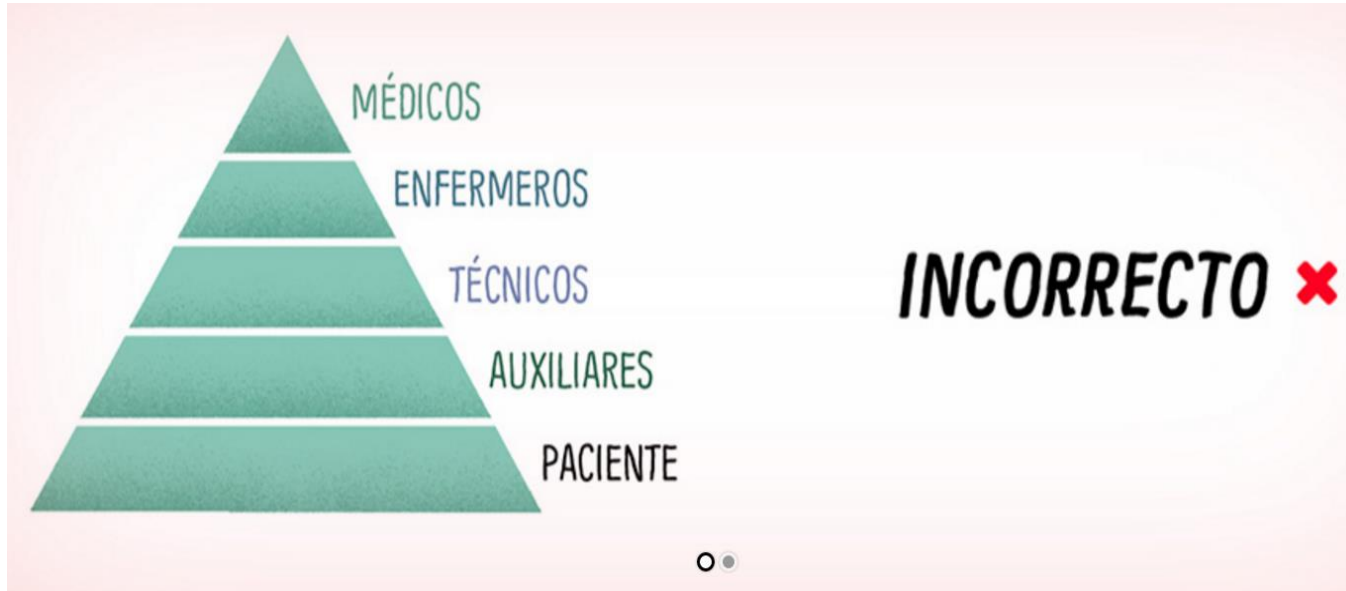 MÉDICOS
ENFERMEROS
TÉCNICOS
INCORRECTO
AUXILIARES
PACIENTE